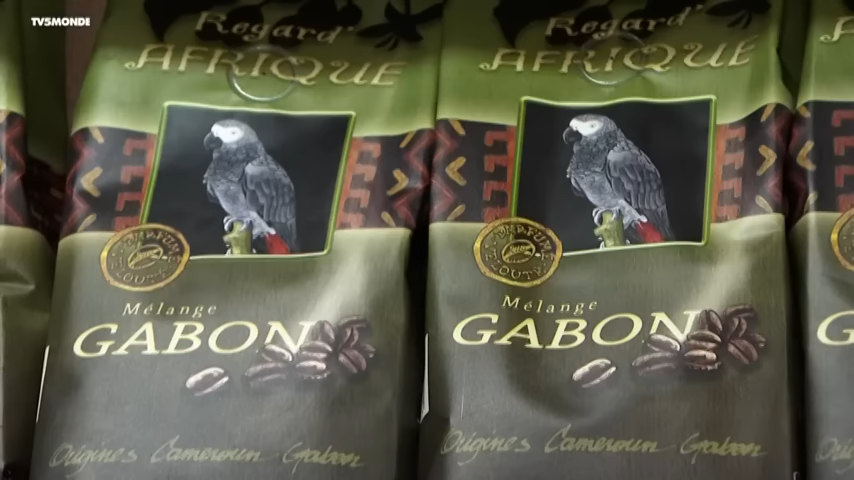 TV5MONDE
Regard'
AFRIQUE
Mélange
GABON
Origines Cameroun Gabon
Regard'
AFRIQUE
Mélange
GABON
Origines Cameroun Gabon
A
G
O